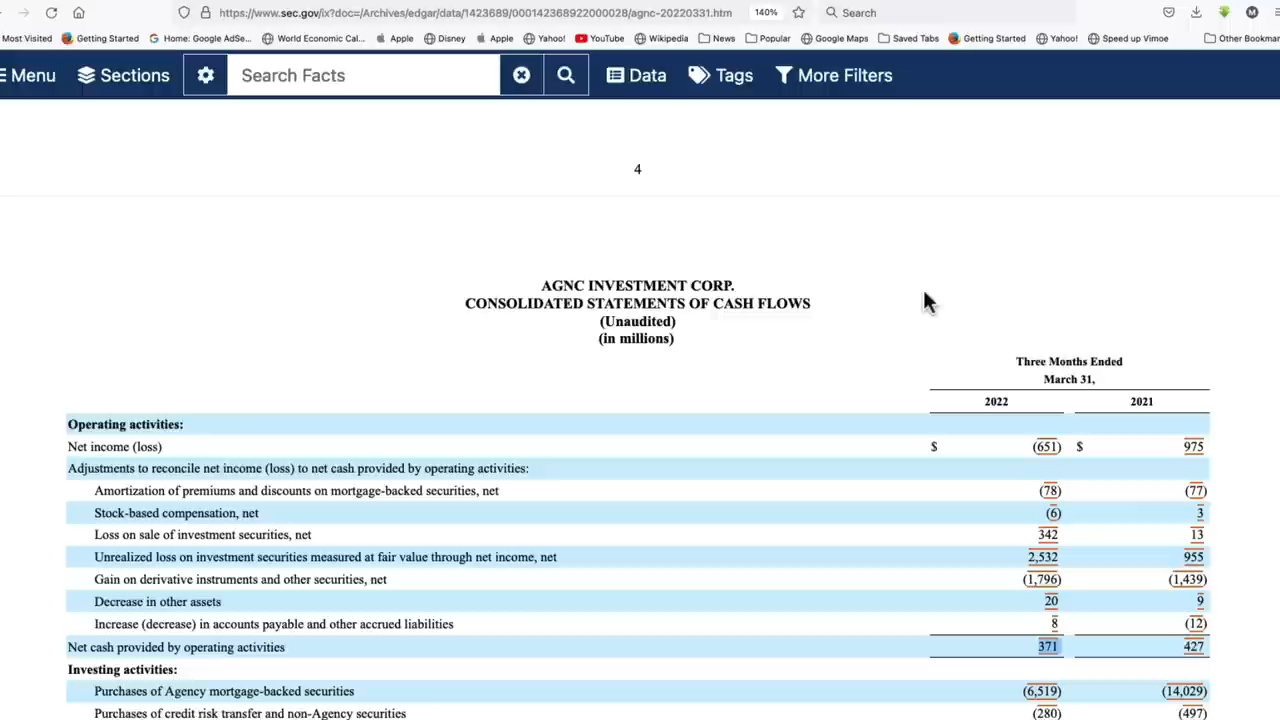 https://www.sec.gov/ix?doc=/Archives/edgar/data/1423689/000142368922000028/agnc-20220331.htm 140% Search
Most Visited Getting Started Home: Google AdSe... World Economic Cal... Apple Disney Yahoo! YouTube Wikipedia News Popular Apple Google Maps Saved Tabs Getting Started Yahoo! Speed up Vimoe Other Bookmar
Menu Sections Search Facts Data Tags More Filters
4
AGNC INVESTMENT CORP.
CONSOLIDATED STATEMENTS OF CASH FLOWS
(Unaudited)
(in millions)
Three Months Ended
March 31,
2022 2021
Operating activities:
Net income (loss) $ (651) $ 975
Adjustments to reconcile net income (loss) to net cash provided by operating activities:
Amortization of premiums and discounts on mortgage-backed securities, net (78) (77)
Stock-based compensation, net (6) 3
Loss on sale of investment securities, net 342 13
Unrealized loss on investment securities measured at fair value through net income, net 2,532 955
Gain on derivative instruments and other securities, net (1,796) (1,439)
Decrease in other assets 20 9
Increase (decrease) in accounts payable and other accrued liabilities 8 (12)
Net cash provided by operating activities 371 427
Investing activities:
Purchases of Agency mortgage-backed securities (6,519) (14,029)
Purchases of credit risk transfer and non-Agency securities (280) (497)